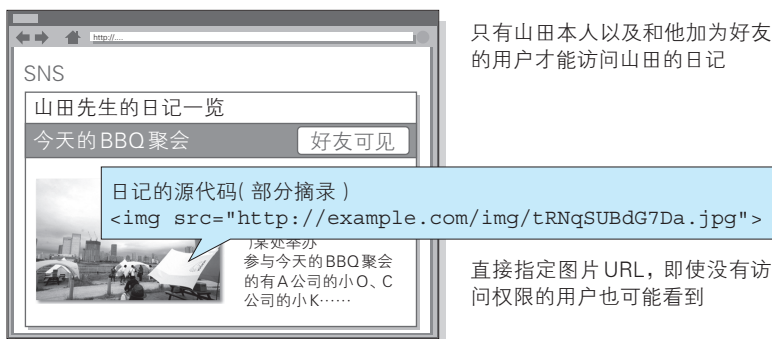 http://....
SNS
山田先生的日记一览
今天的BBQ聚会
好友可见
日记的源代码(部分摘录)
<img src="http://example.com/img/tRNqSUBdG7Da.jpg">
某处举办
参与今天的BBQ聚会
的有A公司的小O、C
公司的小K……
只有山田本人以及和他加为好友
的用户才能访问山田的日记
直接指定图片URL，即使没有访
问权限的用户也可能看到